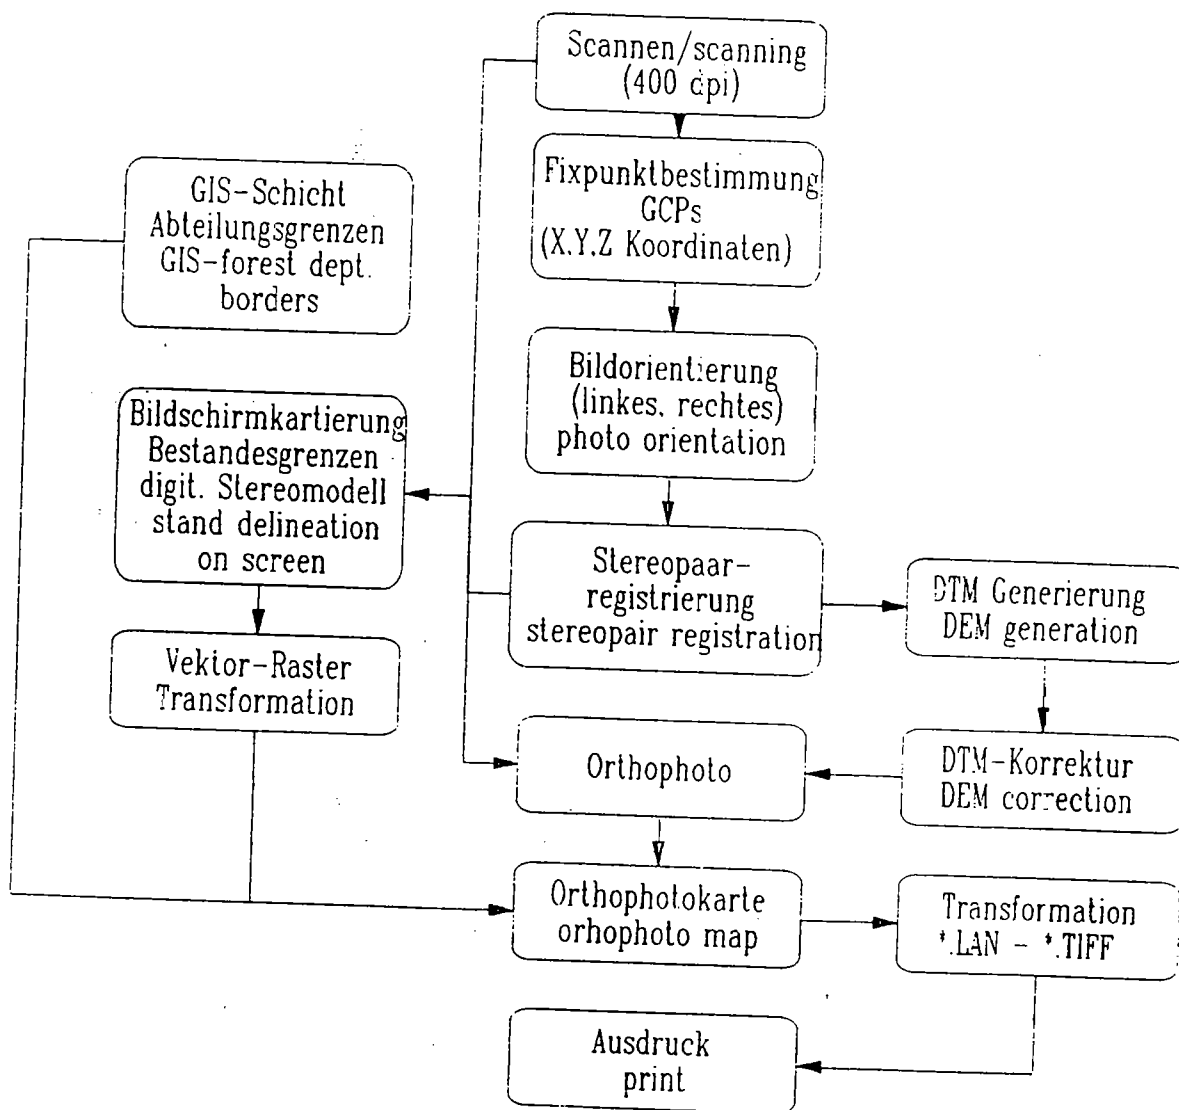 Scannen/scanning
(400 dpi)
Fixpunktbestimmung
GCPs
(X.Y.Z Koordinaten)
GIS-Schicht
Abteilungsgrenzen
GIS-forest dept.
borders
Bildorientierung
(linkes, rechtes)
photo orientation
Bildschirmkartierung
Bestandesgrenzen
digit. Stereomodell
stand delineation
on screen
Stereopaar-
registrierung
stereopair registration
DTM Generierung
DEM generation
Vektor-Raster
Transformation
Orthophoto
DTM-Korrektur
DEM correction
Orthophotokarte
orhophoto map
Transformation
*.LAN - *.TIFF
Ausdruck
print